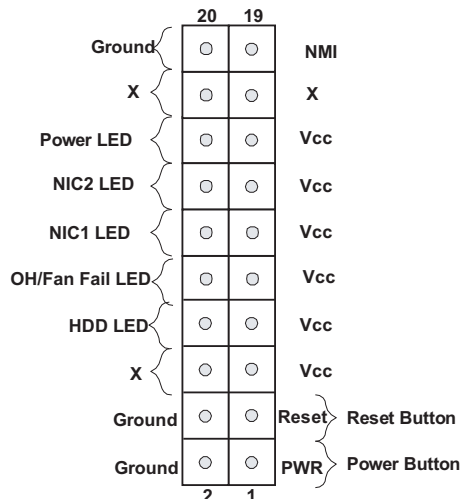 20 19
Ground NMI
X X
Power LED Vcc
NIC2 LED Vcc
NIC1 LED Vcc
OH/Fan Fail LED Vcc
HDD LED Vcc
X Vcc
Ground Reset Reset Button
Ground PWR Power Button
2 1